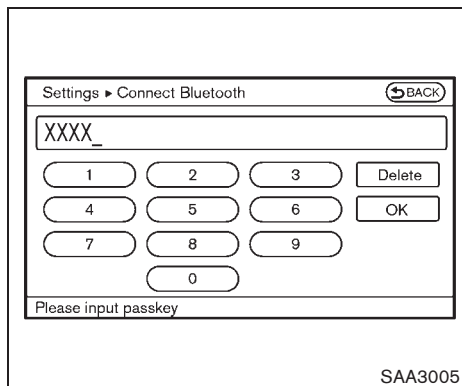 Settings ▸ Connect Bluetooth BACK
XXXX_
1 2 3 Delete
4 5 6 OK
7 8 9
0
Please input passkey
SAA3005